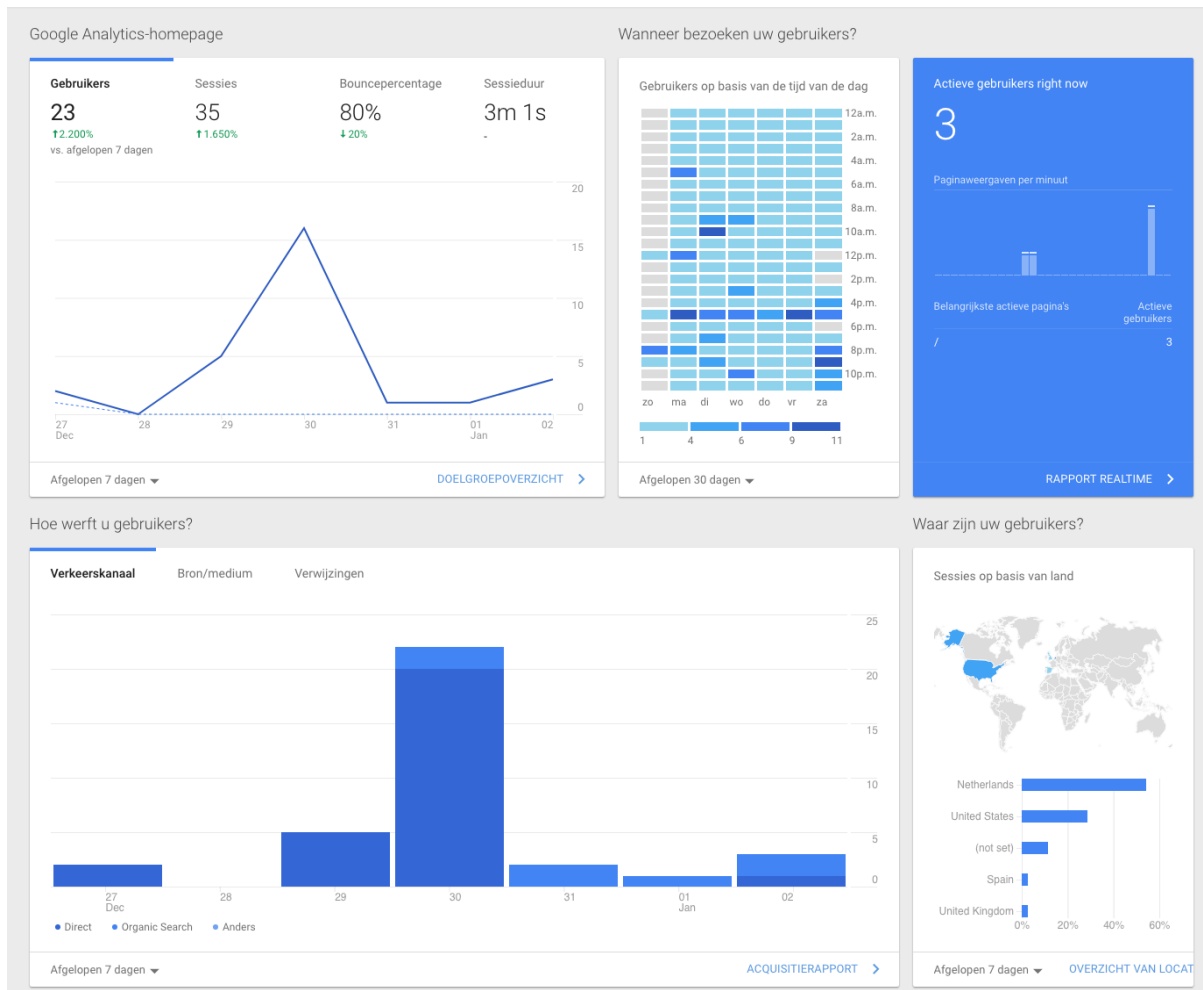 Google Analytics-homepage
Wanneer bezoeken uw gebruikers?
Gebruikers
Sessies
Bouncepercentage
Sessieduur
23
35
80%
3m 1s
↑2.200%
↑1.650%
↓20%
-
vs. afgelopen 7 dagen
20
15
10
5
0
27
Dec
28
29
30
31
01
Jan
02
Afgelopen 7 dagen
DOELGROEPOVERZICHT
Gebruikers op basis van de tijd van de dag
12a.m.
2a.m.
4a.m.
6a.m.
8a.m.
10a.m.
12p.m.
2p.m.
4p.m.
6p.m.
8p.m.
10p.m.
zo ma di wo do vr za
1 4 6 9 11
Afgelopen 30 dagen
Actieve gebruikers right now
3
Paginaweergaven per minuut
Belangrijkste actieve pagina's
Actieve
gebruikers
/ 3
RAPPORT REALTIME
Hoe werft u gebruikers?
Waar zijn uw gebruikers?
Verkeerskanaal
Bron/medium
Verwijzingen
25
20
15
10
5
0
27
Dec
28
29
30
31
01
Jan
02
Direct
Organic Search
Anders
Afgelopen 7 dagen
ACQUISITIERAPPORT
Sessies op basis van land
Netherlands
United States
(not set)
Spain
United Kingdom
0% 20% 40% 60%
Afgelopen 7 dagen
OVERZICHT VAN LOCAT